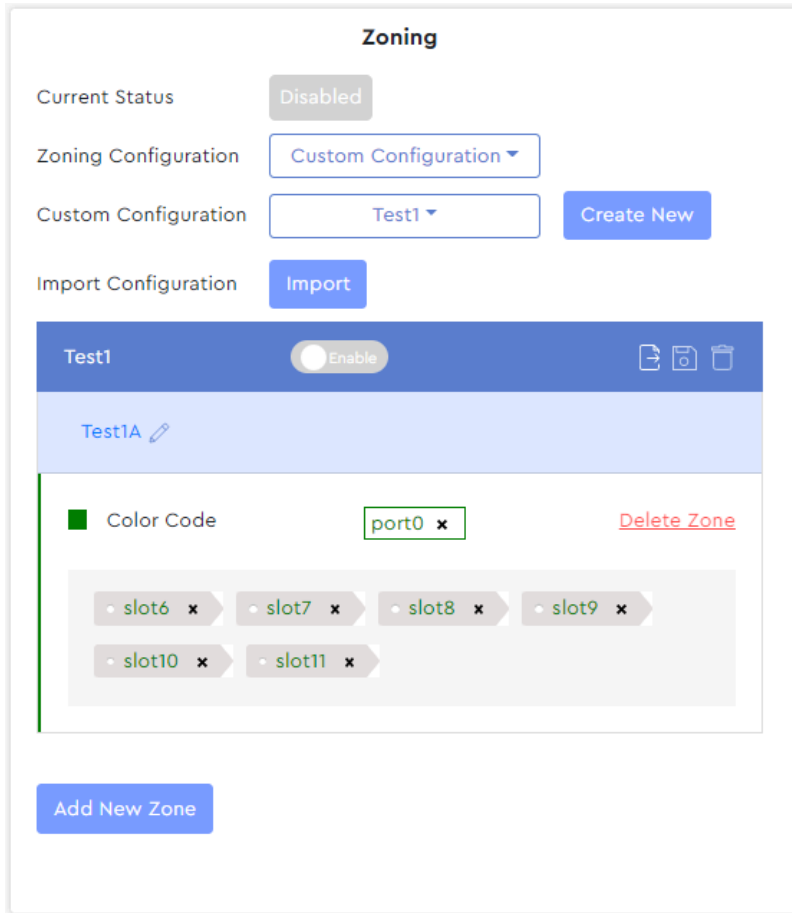 Zoning
Current Status Disabled
Zoning Configuration Custom Configuration
Custom Configuration Test1 Create New
Import Configuration Import
Test1 Enable
Test1A
Color Code port0 × Delete Zone
slot6 × slot7 × slot8 × slot9 ×
slot10 × slot11 ×
Add New Zone